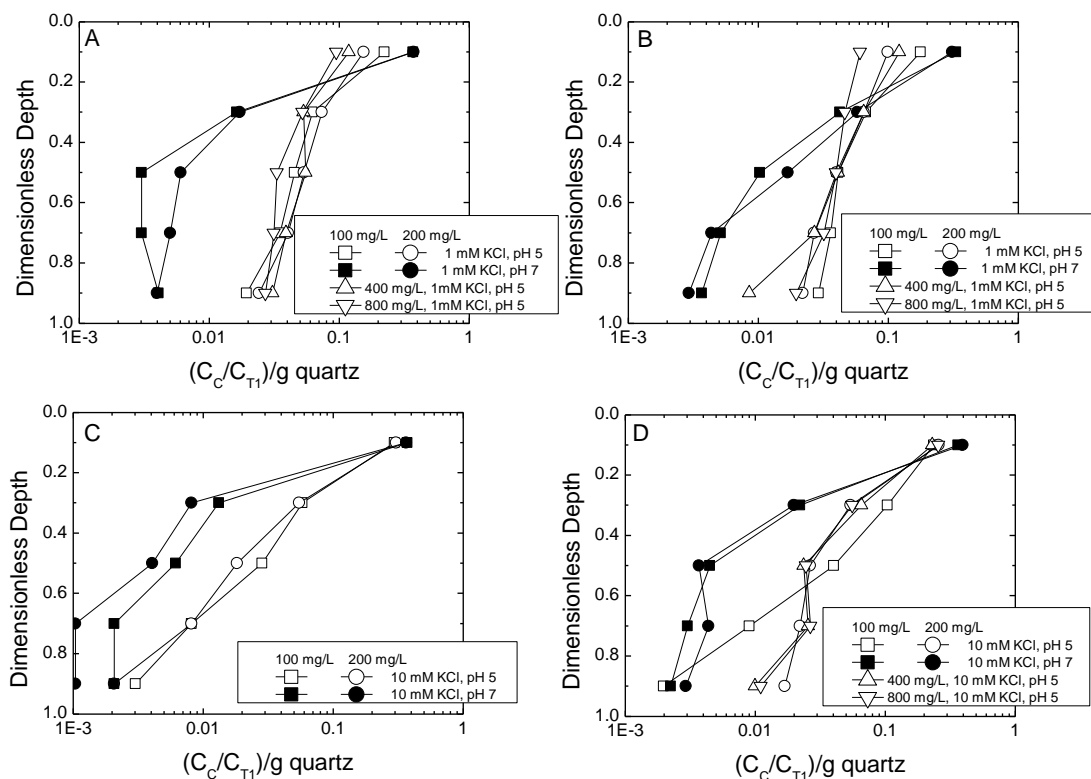 A
0.0
0.2
0.4
0.6
0.8
1.0
Dimensionless Depth
1E-3
0.01
0.1
1
(C_C/C_T1)/g quartz
100 mg/L 200 mg/L
1 mM KCl, pH 5
1 mM KCl, pH 7
400 mg/L, 1mM KCl, pH 5
800 mg/L, 1mM KCl, pH 5
B
0.0
0.2
0.4
0.6
0.8
1.0
Dimensionless Depth
1E-3
0.01
0.1
1
(C_C/C_T1)/g quartz
100 mg/L 200 mg/L
1 mM KCl, pH 5
1 mM KCl, pH 7
400 mg/L, 1mM KCl, pH 5
800 mg/L, 1mM KCl, pH 5
C
0.0
0.2
0.4
0.6
0.8
1.0
Dimensionless Depth
1E-3
0.01
0.1
1
(C_C/C_T1)/g quartz
100 mg/L 200 mg/L
10 mM KCl, pH 5
10 mM KCl, pH 7
D
0.0
0.2
0.4
0.6
0.8
1.0
Dimensionless Depth
1E-3
0.01
0.1
1
(C_C/C_T1)/g quartz
100 mg/L 200 mg/L
10 mM KCl, pH 5
10 mM KCl, pH 7
400 mg/L, 10 mM KCl, pH 5
800 mg/L, 10 mM KCl, pH 5